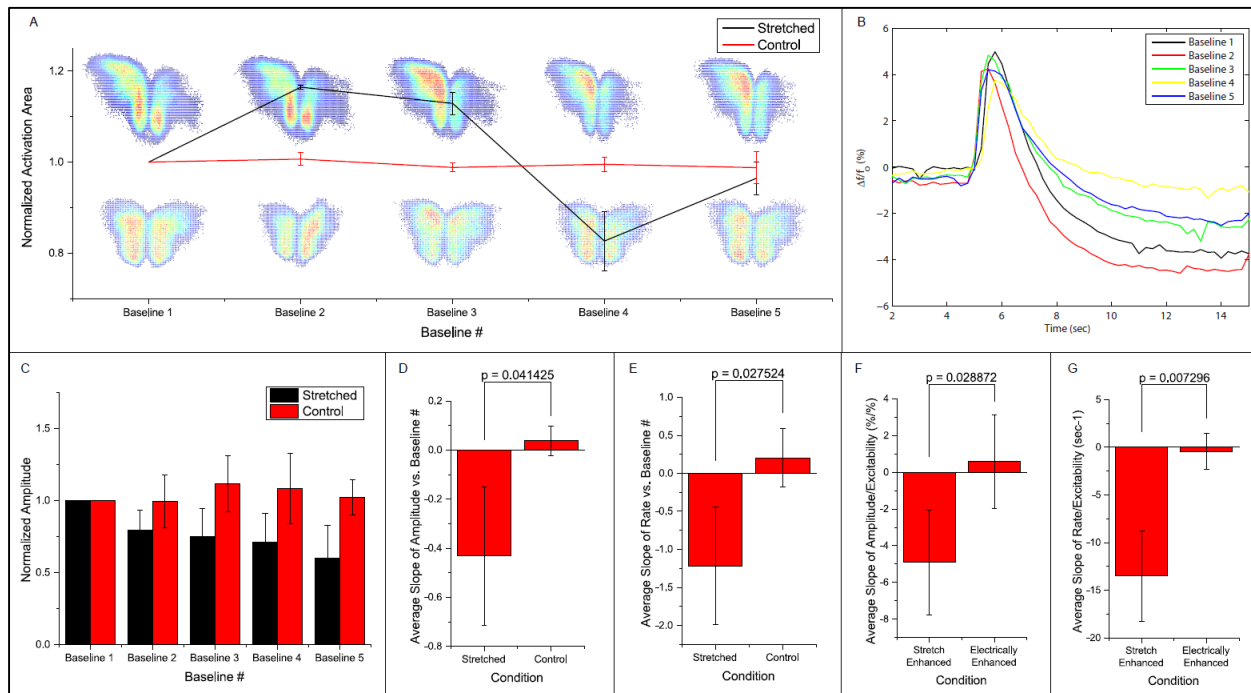 A
Stretched
Control
Normalized Activation Area
1.2
1.0
0.8
Baseline 1
Baseline 2
Baseline 3
Baseline 4
Baseline 5
Baseline #
B
Baseline 1
Baseline 2
Baseline 3
Baseline 4
Baseline 5
Δf/f (%)
6
4
2
0
−2
−4
−6
2
4
6
8
10
12
14
Time (sec)
C
Stretched
Control
Normalized Amplitude
1.5
1.0
0.5
0.0
Baseline 1
Baseline 2
Baseline 3
Baseline 4
Baseline 5
Baseline #
D
p = 0.041425
Average Slope of Amplitude vs. Baseline #
0.2
0.0
-0.2
-0.4
-0.6
-0.8
Stretched
Control
Condition
E
p = 0.027524
Average Slope of Rate vs. Baseline #
1.0
0.5
0.0
-0.5
-1.0
-1.5
-2.0
Stretched
Control
Condition
F
p = 0.028872
Average Slope of Amplitude/Excitability (%/%)
4
2
0
-2
-4
-6
-8
Stretch
Enhanced
Electrically
Enhanced
Condition
G
p = 0.007296
Average Slope of Rate/Excitability (sec-1)
5
0
-5
-10
-15
-20
Stretch
Enhanced
Electrically
Enhanced
Condition